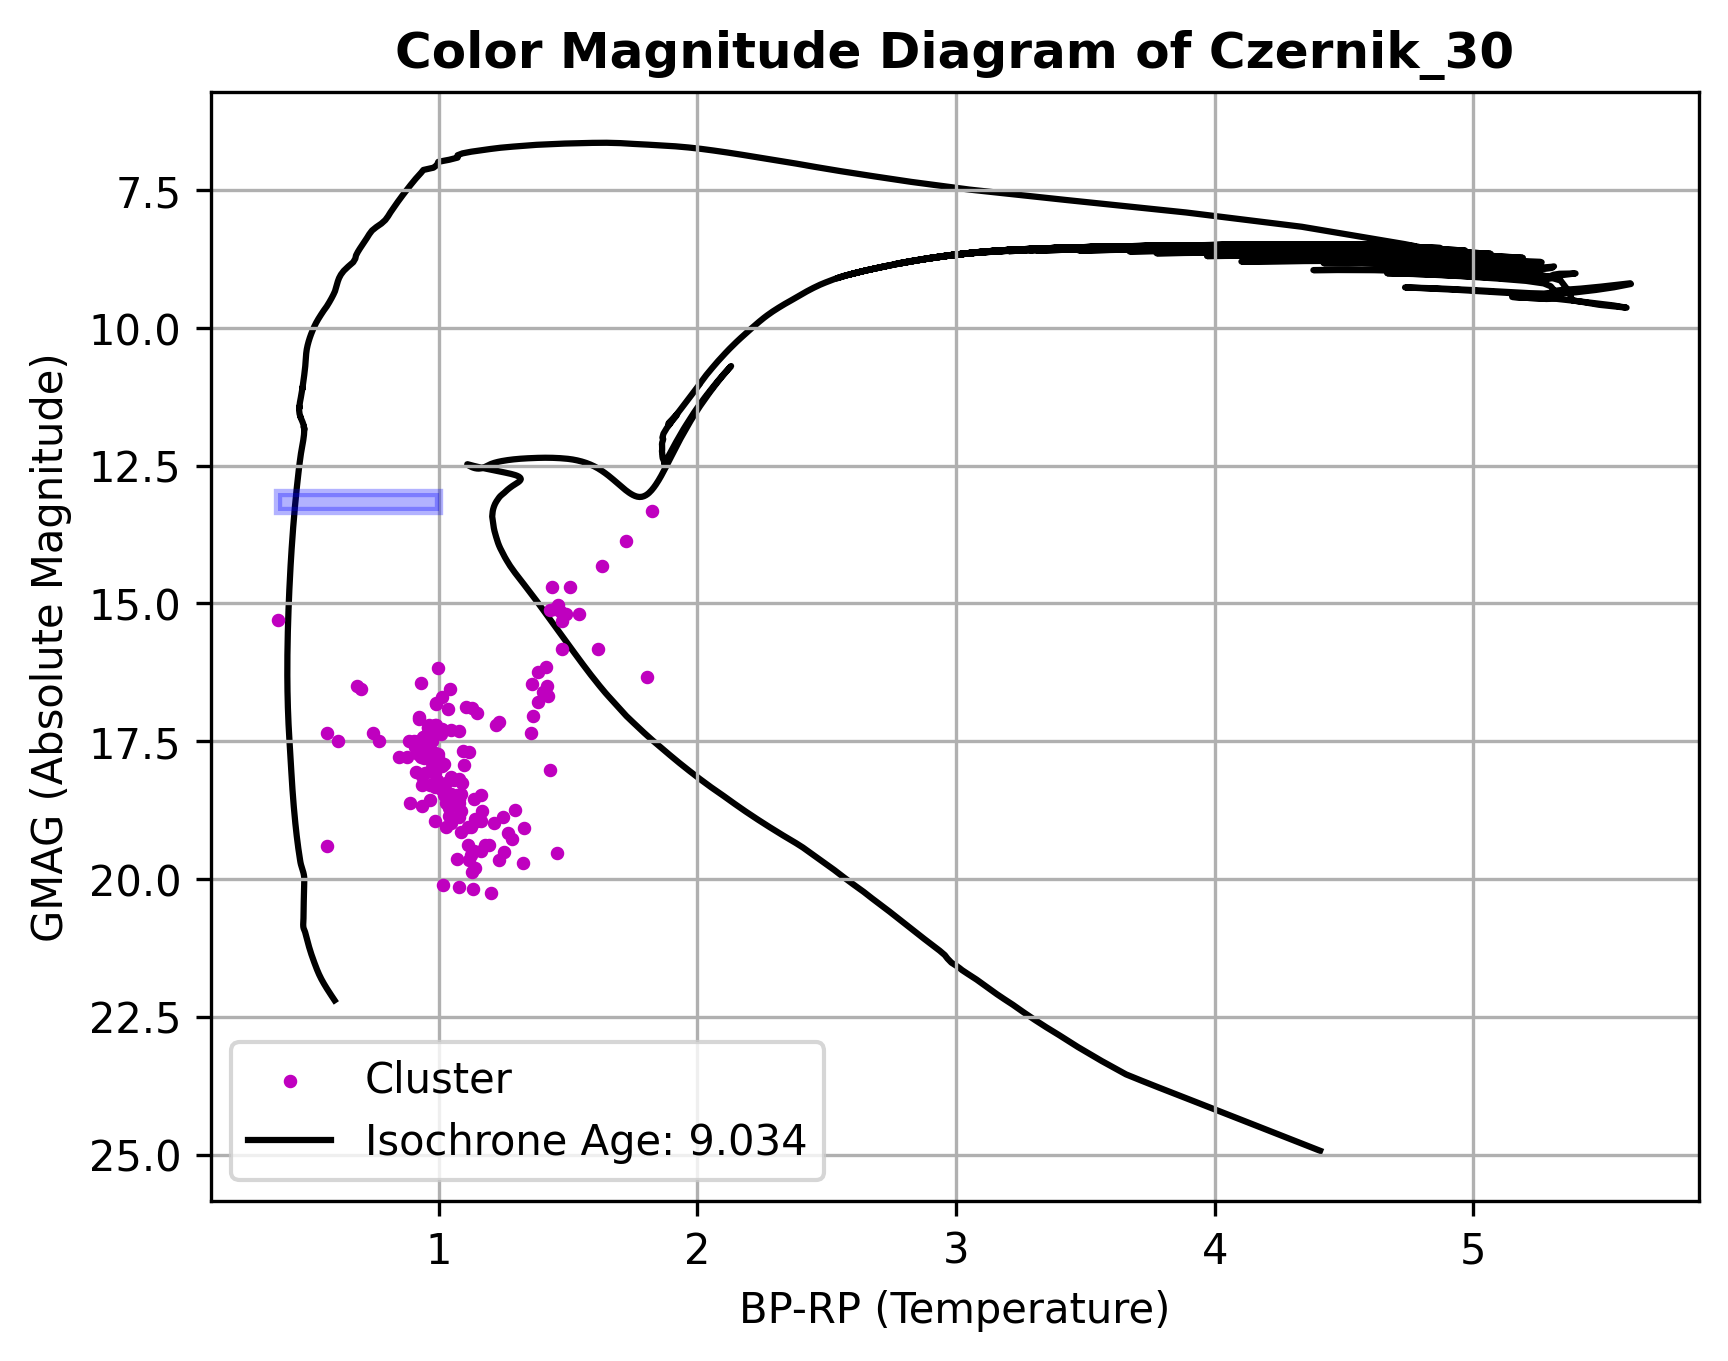 Color Magnitude Diagram of Czernik_30
GMAG (Absolute Magnitude)
7.5
10.0
12.5
15.0
17.5
20.0
22.5
25.0
Cluster
Isochrone Age: 9.034
1 2 3 4 5
BP-RP (Temperature)